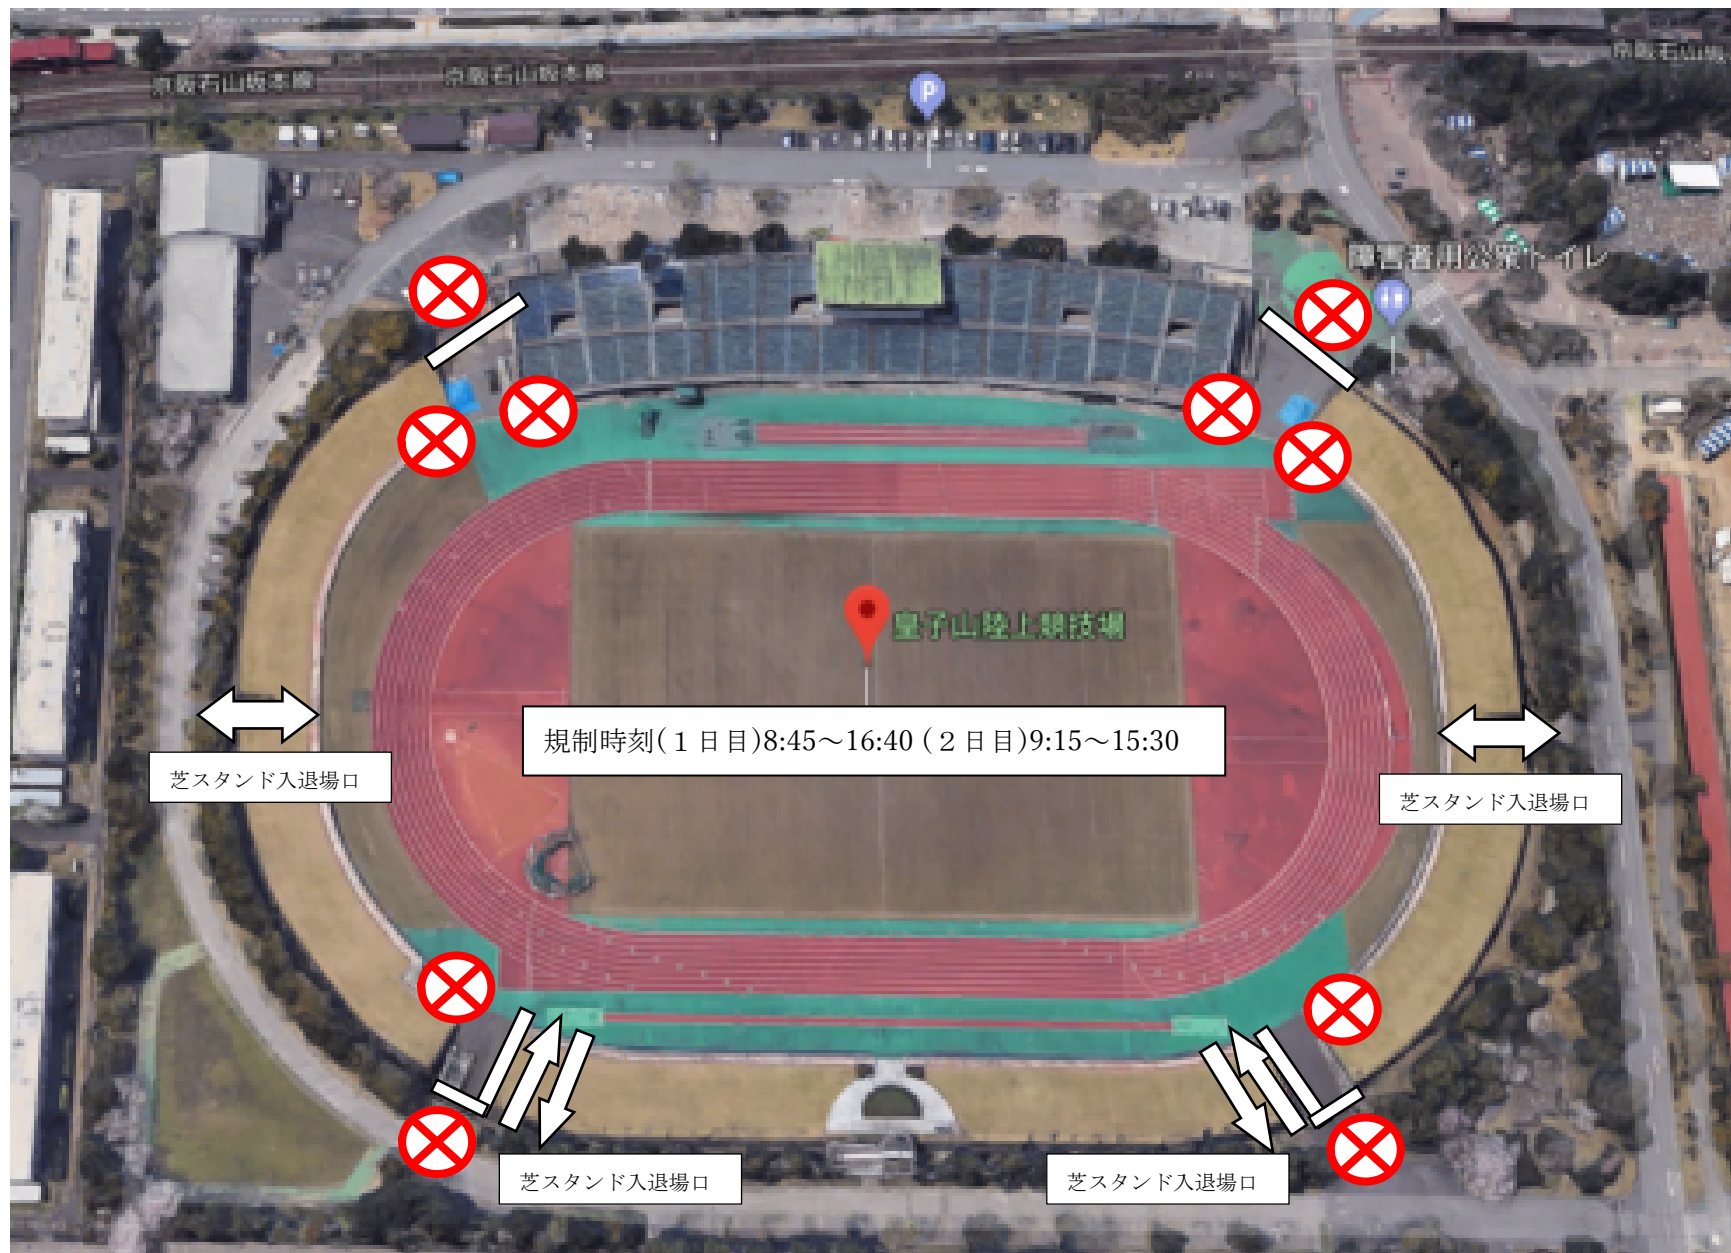 京阪石山坂本線
京阪石山坂本線
京阪石山坂
P
障害者用公衆トイレ
皇子山陸上競技場
規制時刻(１日目)8:45～16:40 (２日目)9:15～15:30
芝スタンド入退場口
芝スタンド入退場口
芝スタンド入退場口
芝スタンド入退場口